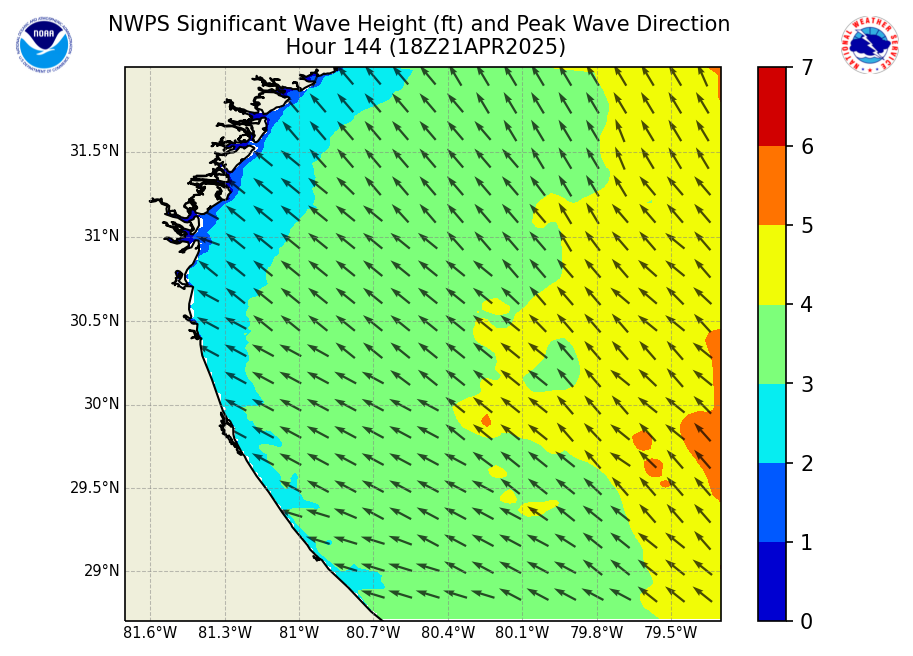 NWPS Significant Wave Height (ft) and Peak Wave Direction
Hour 144 (18Z21APR2025)
NOAA
NATIONAL WEATHER SERVICE
31.5°N
31°N
30.5°N
30°N
29.5°N
29°N
81.6°W 81.3°W 81°W 80.7°W 80.4°W 80.1°W 79.8°W 79.5°W
7
6
5
4
3
2
1
0